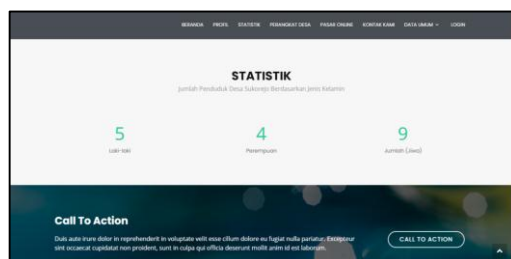 BERANDA PROFIL STATISTIK PERANGKAT DESA PASAR ONLINE KONTAK KAMI DATA UMUM LOGIN
STATISTIK
Jumlah Penduduk Desa Sukorejo Berdasarkan Jenis Kelamin
5 4 9
Laki-laki Perempuan Jumlah (Jiwa)
Call To Action
Duis aute irure dolor in reprehenderit in voluptate velit esse cillum dolore eu fugiat nulla pariatur. Excepteur
sint occaecat cupidatat non proident, sunt in culpa qui officia deserunt mollit anim id est laborum.
CALL TO ACTION